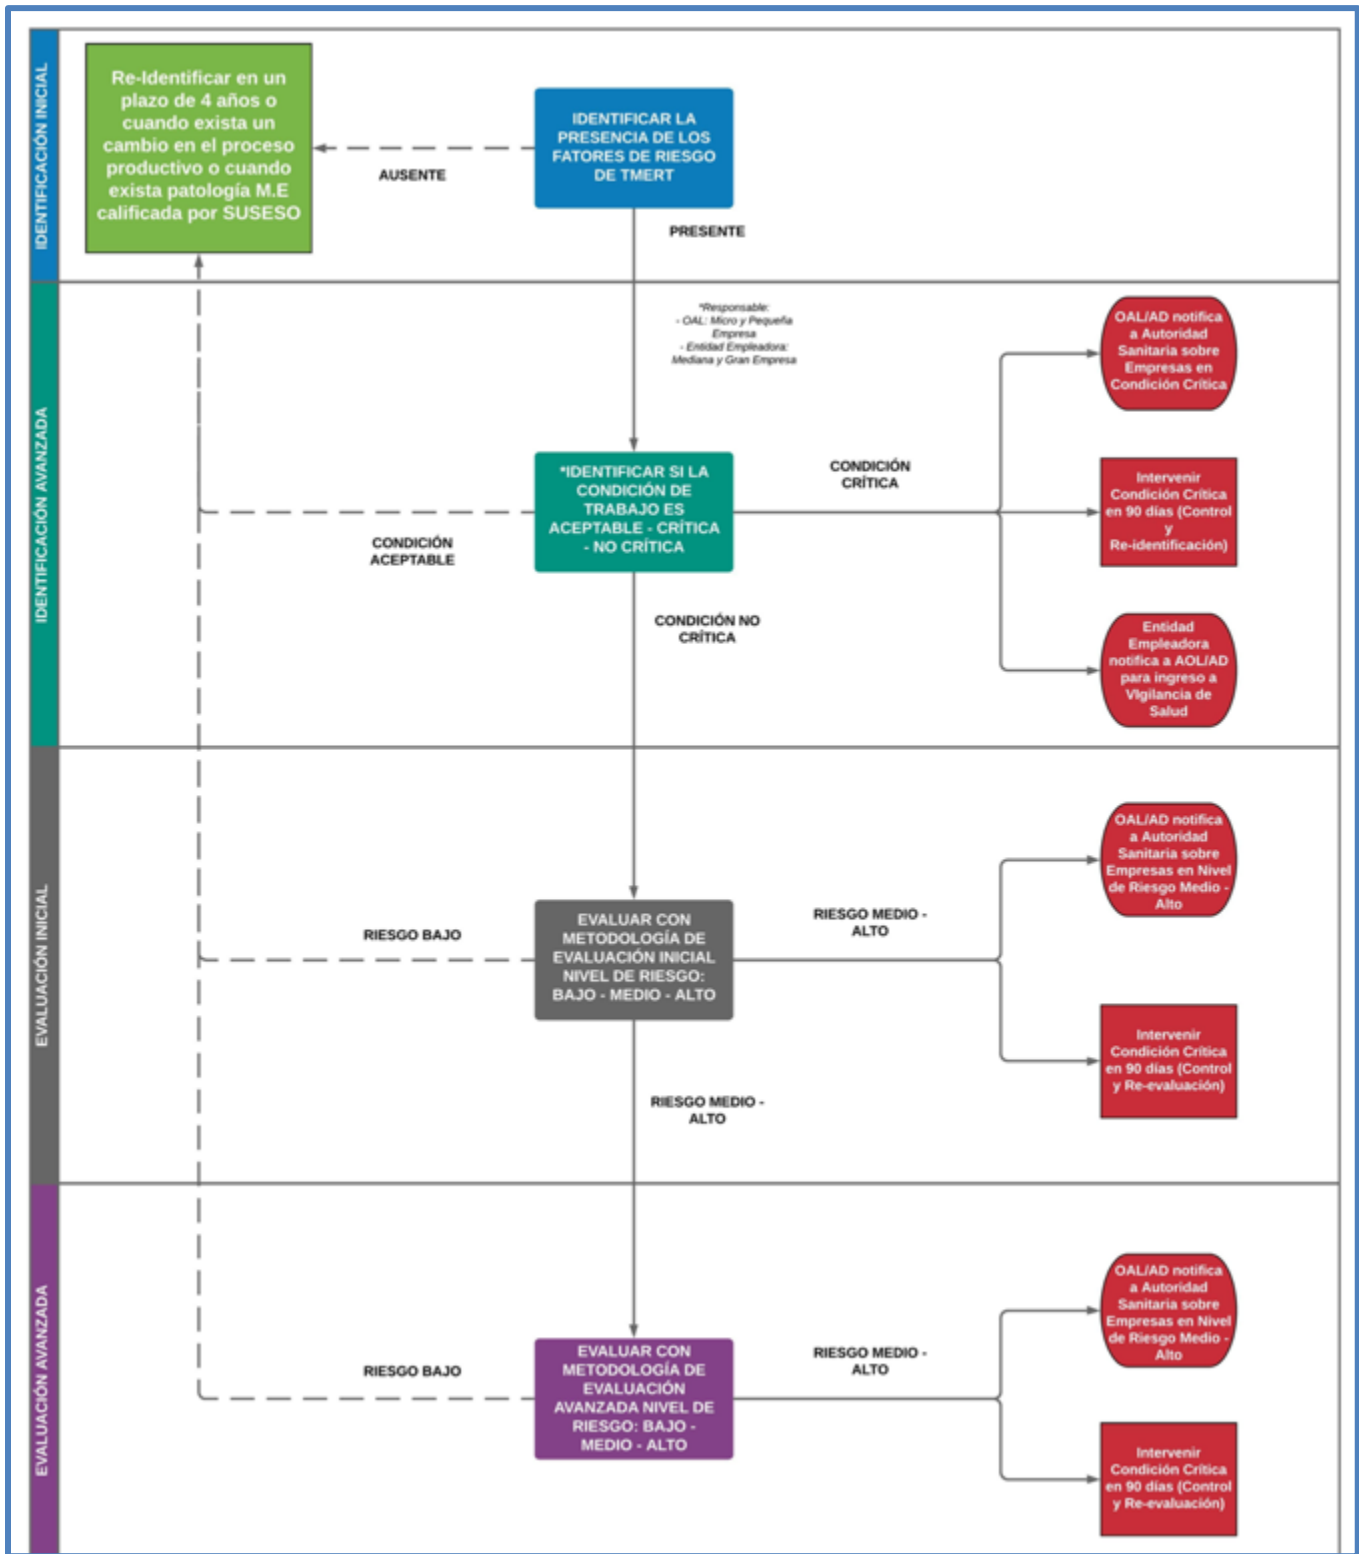 IDENTIFICACIÓN INICIAL
Re-Identificar en un
plazo de 4 años o
cuando exista un
cambio en el proceso
productivo o cuando
exista patología M.E
calificada por SUSESO
AUSENTE
IDENTIFICAR LA
PRESENCIA DE LOS
FATORES DE RIESGO
DE TMERT
PRESENTE
IDENTIFICACIÓN AVANZADA
*Responsable:
- OAL: Micro y Pequeña
Empresa
- Entidad Empleadora:
Mediana y Gran Empresa
*IDENTIFICAR SI LA
CONDICIÓN DE
TRABAJO ES
ACEPTABLE - CRÍTICA
- NO CRÍTICA
CONDICIÓN
ACEPTABLE
CONDICIÓN
CRÍTICA
CONDICIÓN NO
CRÍTICA
OAL/AD notifica
a Autoridad
Sanitaria sobre
Empresas en
Condición Crítica
Intervenir
Condición Crítica
en 90 días (Control
y
Re-identificación)
Entidad
Empleadora
notifica a AOL/AD
para ingreso a
VIgilancia de
Salud
EVALUACIÓN INICIAL
RIESGO BAJO
EVALUAR CON
METODOLOGÍA DE
EVALUACIÓN INICIAL
NIVEL DE RIESGO:
BAJO - MEDIO - ALTO
RIESGO MEDIO -
ALTO
RIESGO MEDIO -
ALTO
OAL/AD notifica
a Autoridad
Sanitaria sobre
Empresas en Nivel
de Riesgo Medio -
Alto
Intervenir
Condición Crítica
en 90 días (Control
y Re-evaluación)
EVALUACIÓN AVANZADA
RIESGO BAJO
EVALUAR CON
METODOLOGÍA DE
EVALUACIÓN
AVANZADA NIVEL DE
RIESGO: BAJO -
MEDIO - ALTO
RIESGO MEDIO -
ALTO
OAL/AD notifica
a Autoridad
Sanitaria sobre
Empresas en Nivel
de Riesgo Medio -
Alto
Intervenir
Condición Crítica
en 90 días (Control
y Re-evaluación)